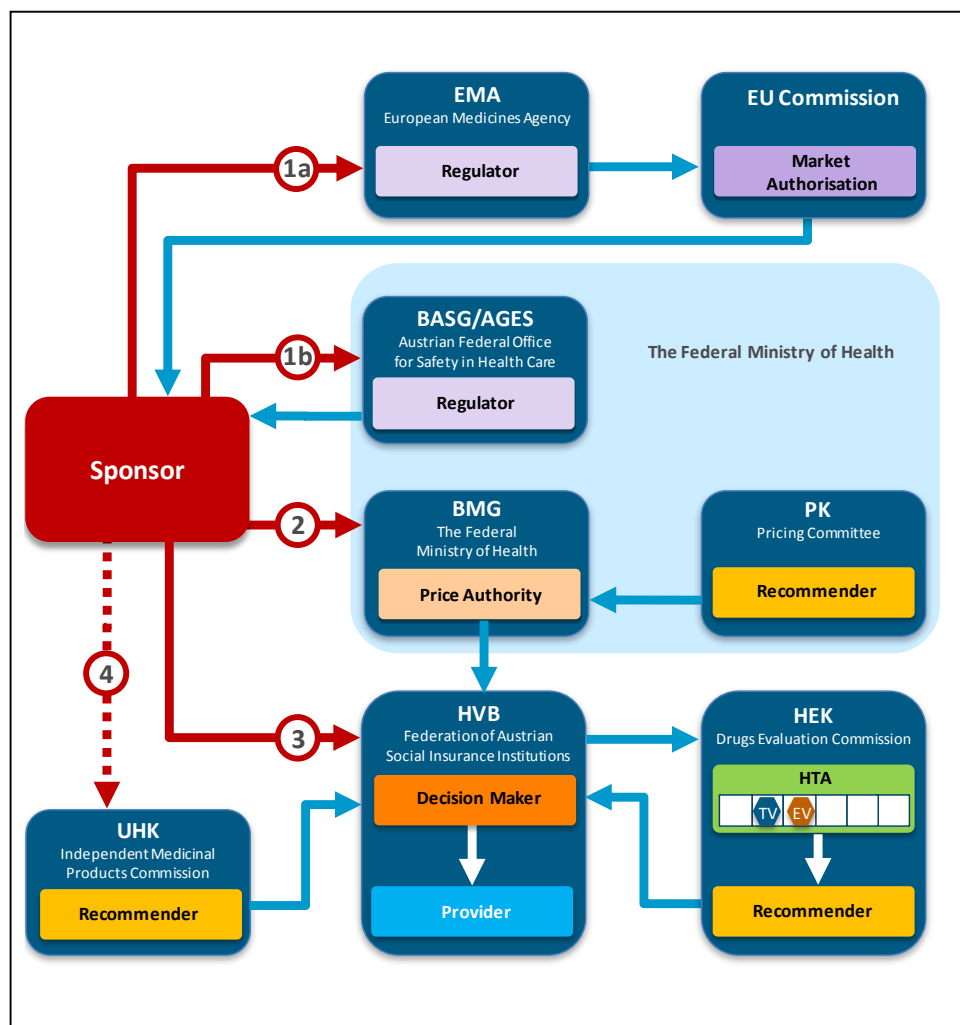 EMA
European Medicines Agency
Regulator
EU Commission
Market
Authorisation
1a
BASG/AGES
Austrian Federal Office
for Safety in Health Care
Regulator
The Federal Ministry of Health
1b
Sponsor
2
BMG
The Federal
Ministry of Health
Price Authority
PK
Pricing Committee
Recommender
4
3
HVB
Federation of Austrian
Social Insurance Institutions
Decision Maker
Provider
HEK
Drugs Evaluation Commission
HTA
TV
EV
Recommender
UHK
Independent Medicinal
Products Commission
Recommender